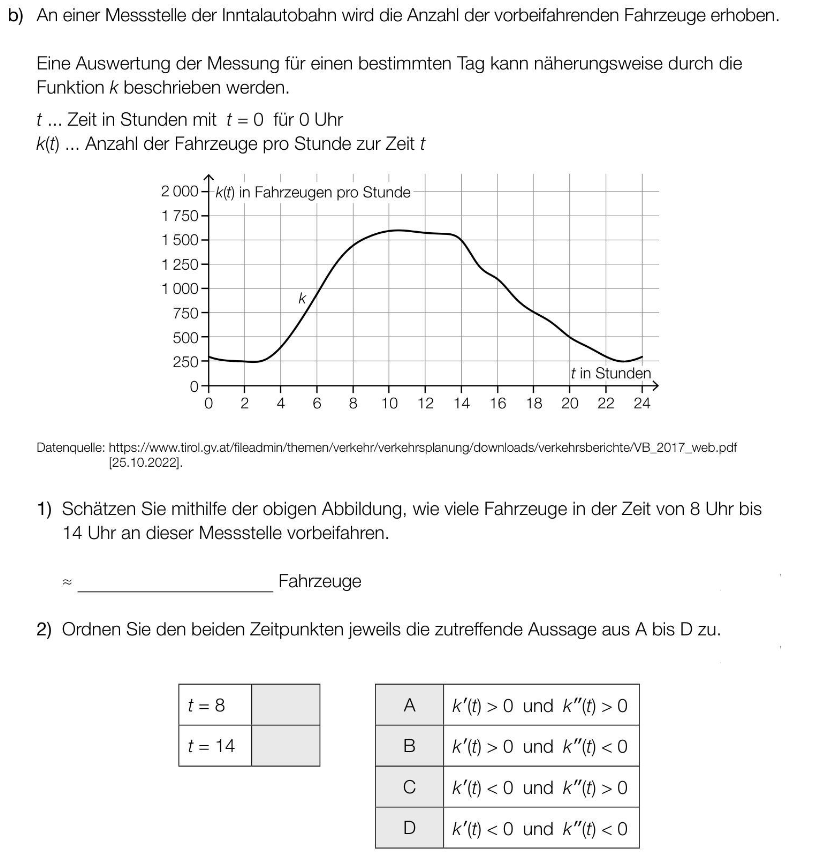 b) An einer Messstelle der Inntalautobahn wird die Anzahl der vorbeifahrenden Fahrzeuge erhoben.
Eine Auswertung der Messung für einen bestimmten Tag kann näherungsweise durch die
Funktion k beschrieben werden.
t ... Zeit in Stunden mit t = 0 für 0 Uhr
k(t) ... Anzahl der Fahrzeuge pro Stunde zur Zeit t
k(t) in Fahrzeugen pro Stunde
2 000
1 750
1 500
1 250
1 000
750
500
250
0
k
t in Stunden
0 2 4 6 8 10 12 14 16 18 20 22 24
Datenquelle: https://www.tirol.gv.at/fileadmin/themen/verkehr/verkehrsplanung/downloads/verkehrsberichte/VB_2017_web.pdf
[25.10.2022].
1) Schätzen Sie mithilfe der obigen Abbildung, wie viele Fahrzeuge in der Zeit von 8 Uhr bis
14 Uhr an dieser Messstelle vorbeifahren.
≈ ____________________ Fahrzeuge
2) Ordnen Sie den beiden Zeitpunkten jeweils die zutreffende Aussage aus A bis D zu.
t = 8
t = 14
A k′(t) > 0 und k″(t) > 0
B k′(t) > 0 und k″(t) < 0
C k′(t) < 0 und k″(t) > 0
D k′(t) < 0 und k″(t) < 0